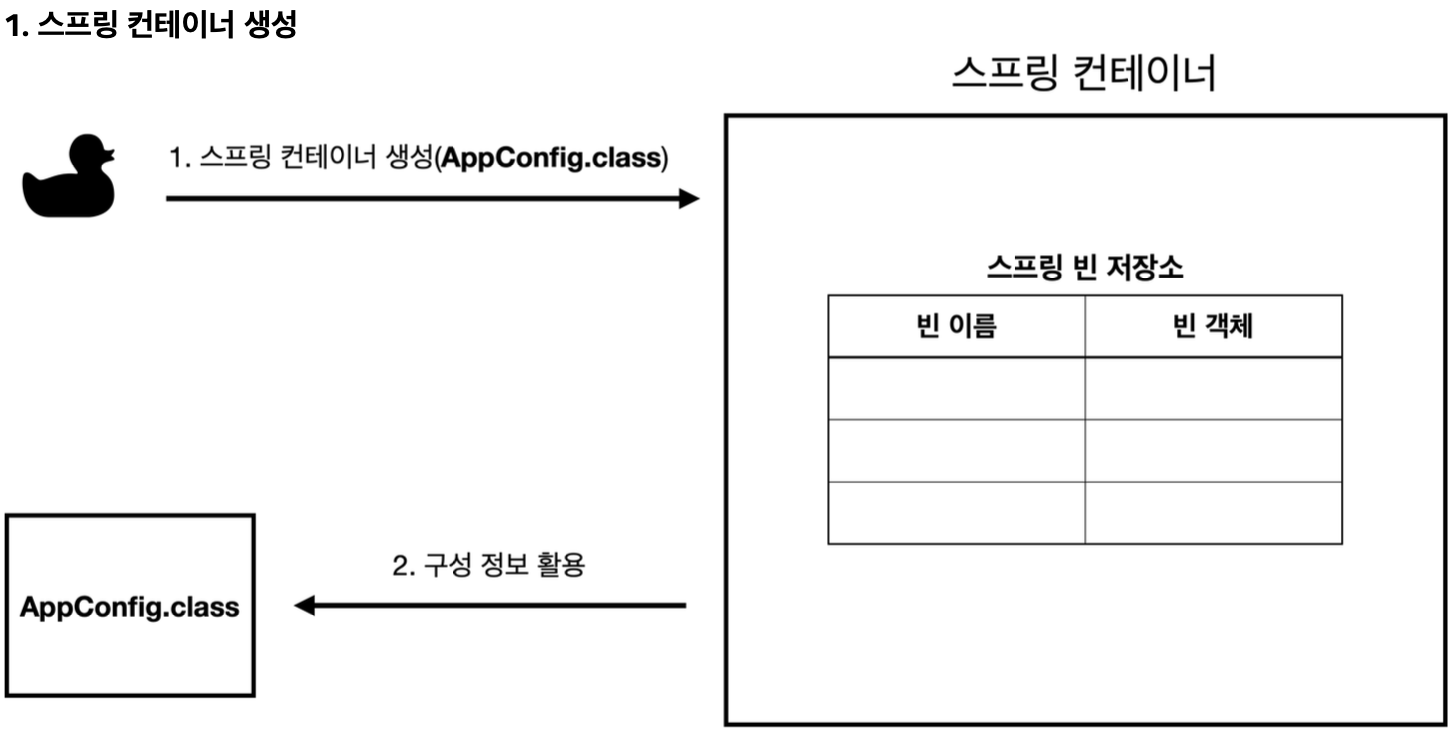 1. 스프링 컨테이너 생성
스프링 컨테이너
1. 스프링 컨테이너 생성(AppConfig.class)
스프링 빈 저장소
빈 이름 빈 객체
2. 구성 정보 활용
AppConfig.class